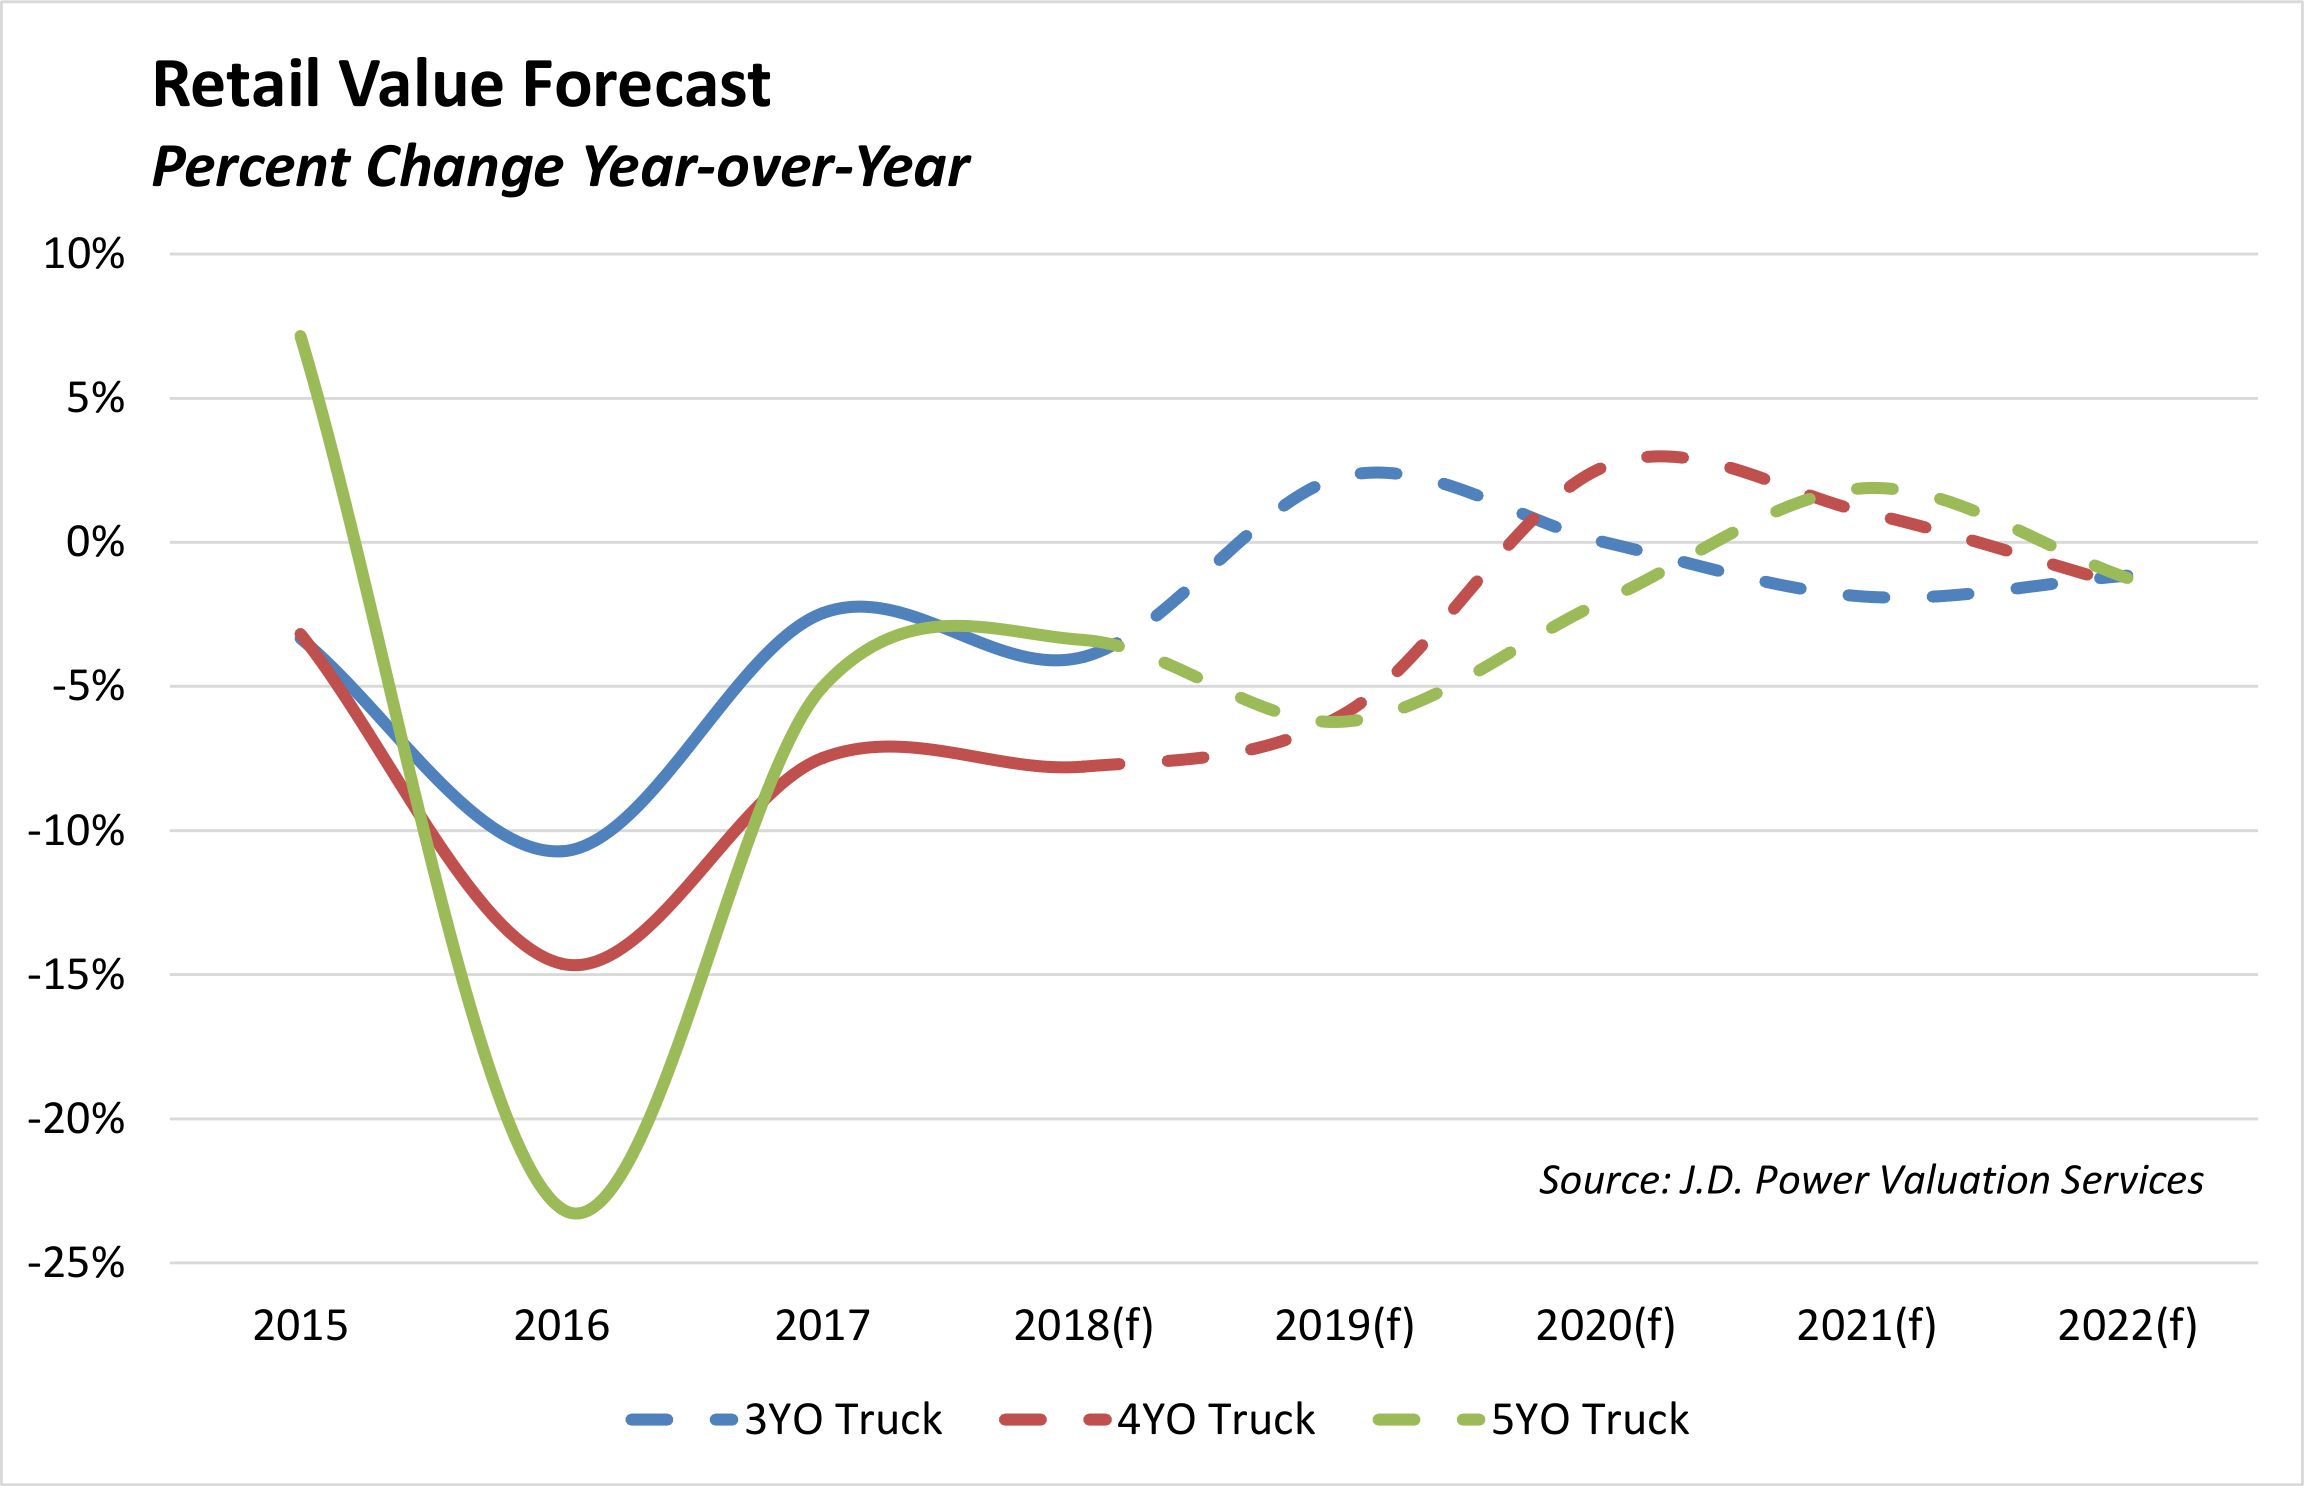 Retail Value Forecast
Percent Change Year-over-Year
10%
5%
0%
-5%
-10%
-15%
-20%
Source: J.D. Power Valuation Services
-25%
2015 2016 2017 2018(f) 2019(f) 2020(f) 2021(f) 2022(f)
3YO Truck 4YO Truck 5YO Truck